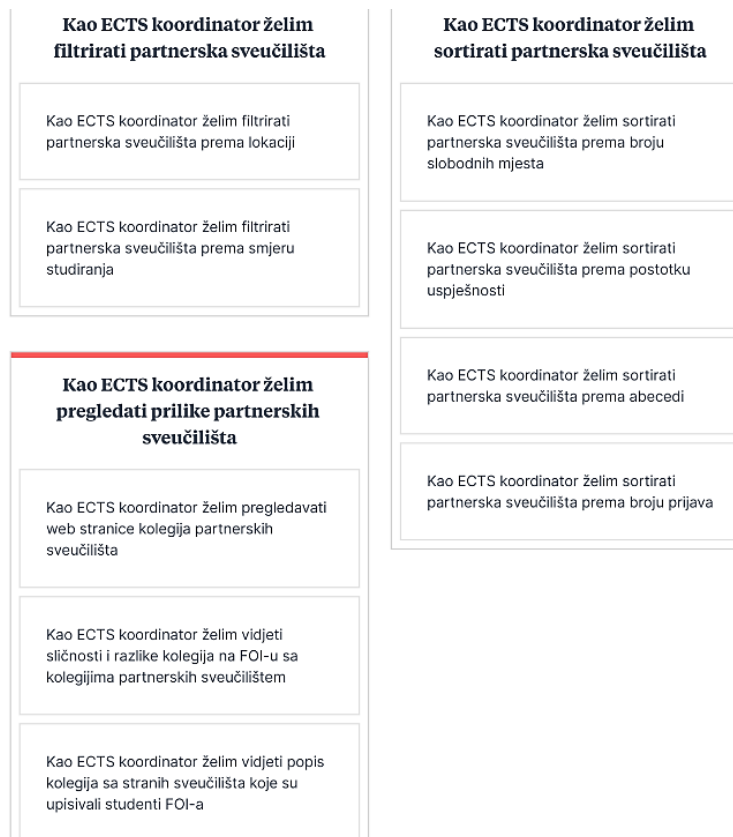 Kao ECTS koordinator želim
filtrirati partnerska sveučilišta
Kao ECTS koordinator želim filtrirati
partnerska sveučilišta prema lokaciji
Kao ECTS koordinator želim filtrirati
partnerska sveučilišta prema smjeru
studiranja
Kao ECTS koordinator želim
pregledati prilike partnerskih
sveučilišta
Kao ECTS koordinator želim pregledavati
web stranice kolegija partnerskih
sveučilišta
Kao ECTS koordinator želim vidjeti
sličnosti i razlike kolegija na FOI-u sa
kolegijima partnerskih sveučilištem
Kao ECTS koordinator želim vidjeti popis
kolegija sa stranih sveučilišta koje su
upisivali studenti FOI-a
Kao ECTS koordinator želim
sortirati partnerska sveučilišta
Kao ECTS koordinator želim sortirati
partnerska sveučilišta prema broju
slobodnih mjesta
Kao ECTS koordinator želim sortirati
partnerska sveučilišta prema postotku
uspješnosti
Kao ECTS koordinator želim sortirati
partnerska sveučilišta prema abecedi
Kao ECTS koordinator želim sortirati
partnerska sveučilišta prema broju prijava